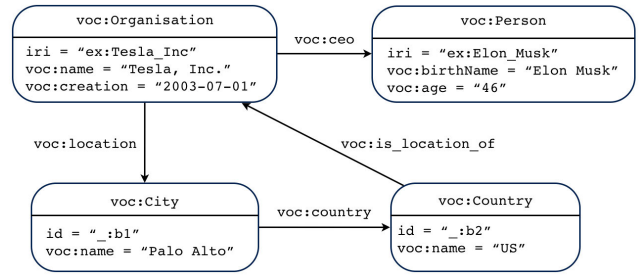 voc:Organisation
iri = “ex:Tesla_Inc”
voc:name = “Tesla, Inc.”
voc:creation = “2003-07-01”
voc:ceo
voc:Person
iri = “ex:Elon_Musk”
voc:birthName = “Elon Musk”
voc:age = “46”
voc:location
voc:is_location_of
voc:City
id = “_:b1”
voc:name = “Palo Alto”
voc:country
voc:Country
id = “_:b2”
voc:name = “US”